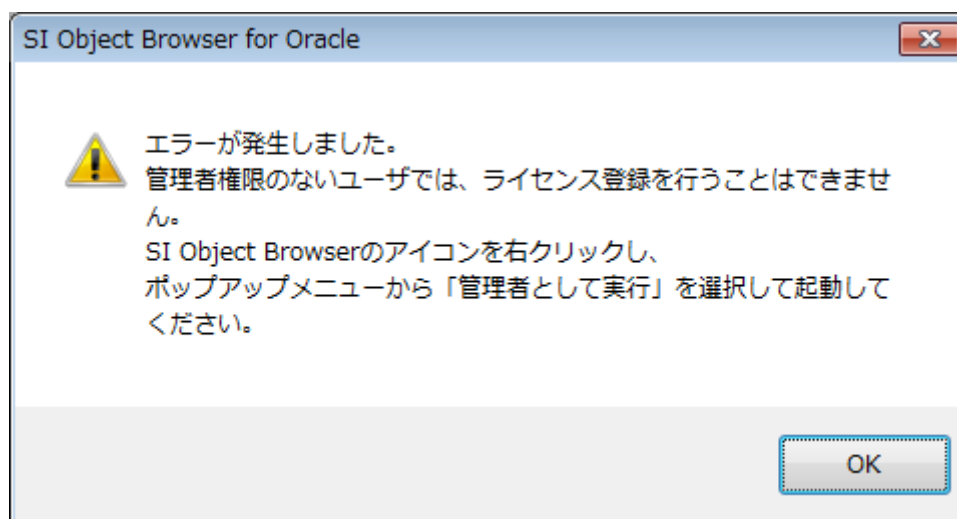 SI Object Browser for Oracle
エラーが発生しました。
管理者権限のないユーザでは、ライセンス登録を行うことはできませ
ん。
SI Object Browserのアイコンを右クリックし、
ポップアップメニューから「管理者として実行」を選択して起動して
ください。
OK